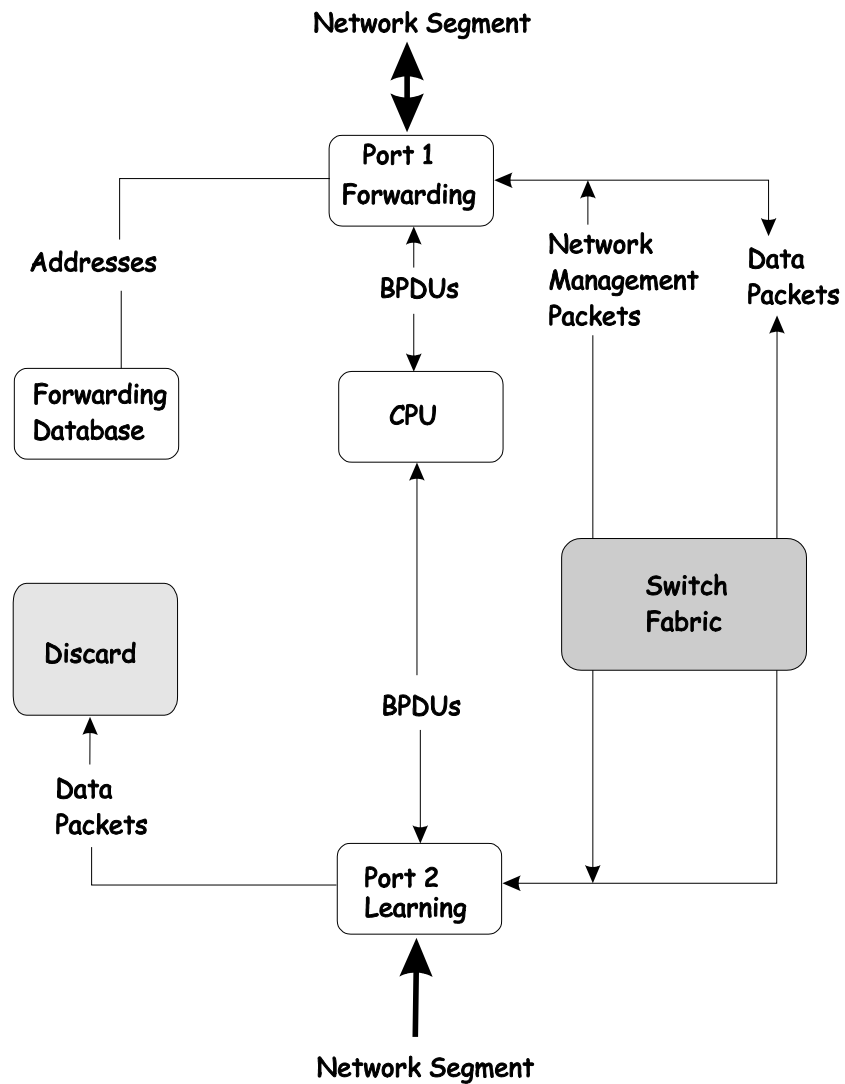 Network Segment
Port 1
Forwarding
Addresses
BPDUs
Network
Management
Packets
Data
Packets
Forwarding
Database
CPU
Switch
Fabric
Discard
BPDUs
Data
Packets
Port 2
Learning
Network Segment